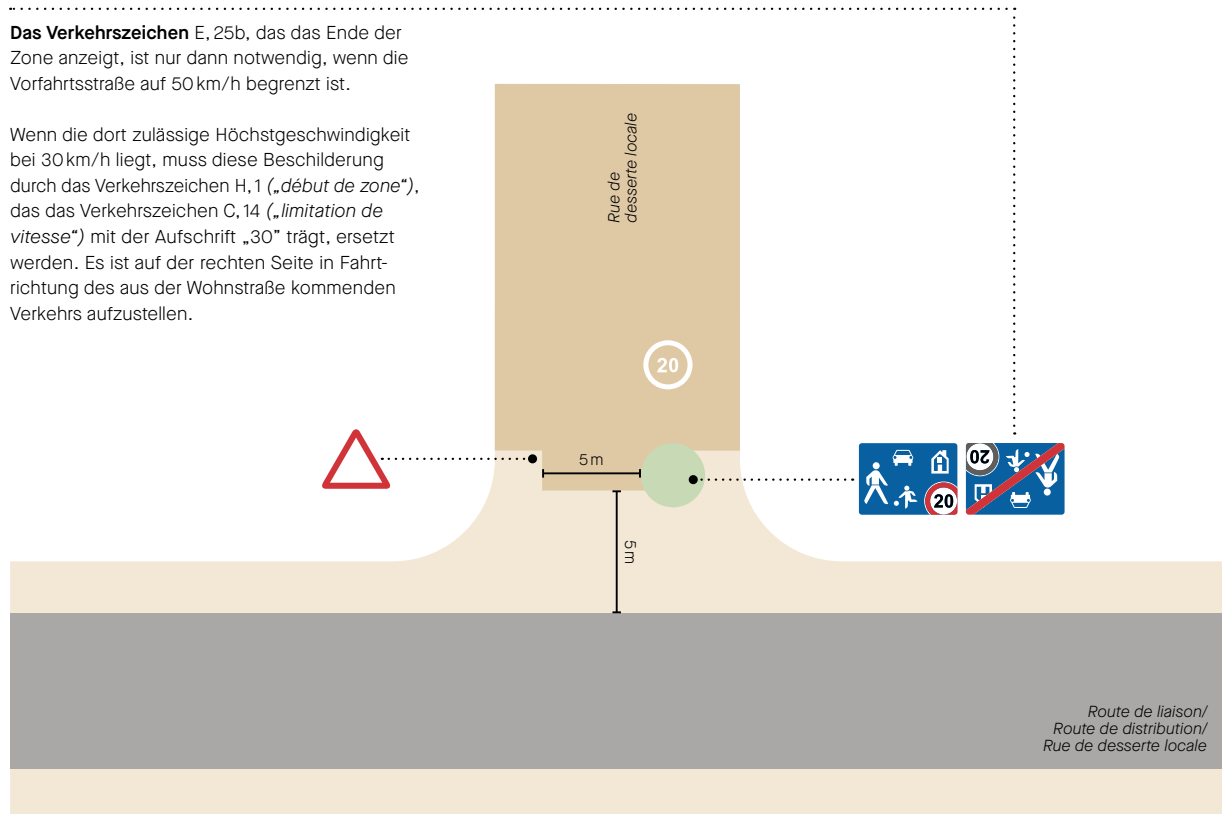 Das Verkehrszeichen E,25b, das das Ende der
Zone anzeigt, ist nur dann notwendig, wenn die
Vorfahrtsstraße auf 50 km/h begrenzt ist.
Wenn die dort zulässige Höchstgeschwindigkeit
bei 30 km/h liegt, muss diese Beschilderung
durch das Verkehrszeichen H,1 („début de zone“),
das das Verkehrszeichen C,14 („limitation de
vitesse“) mit der Aufschrift „30” trägt, ersetzt
werden. Es ist auf der rechten Seite in Fahrt-
richtung des aus der Wohnstraße kommenden
Verkehrs aufzustellen.
Rue de
desserte locale
20
5 m
20
20
5 m
Route de liaison/
Route de distribution/
Rue de desserte locale